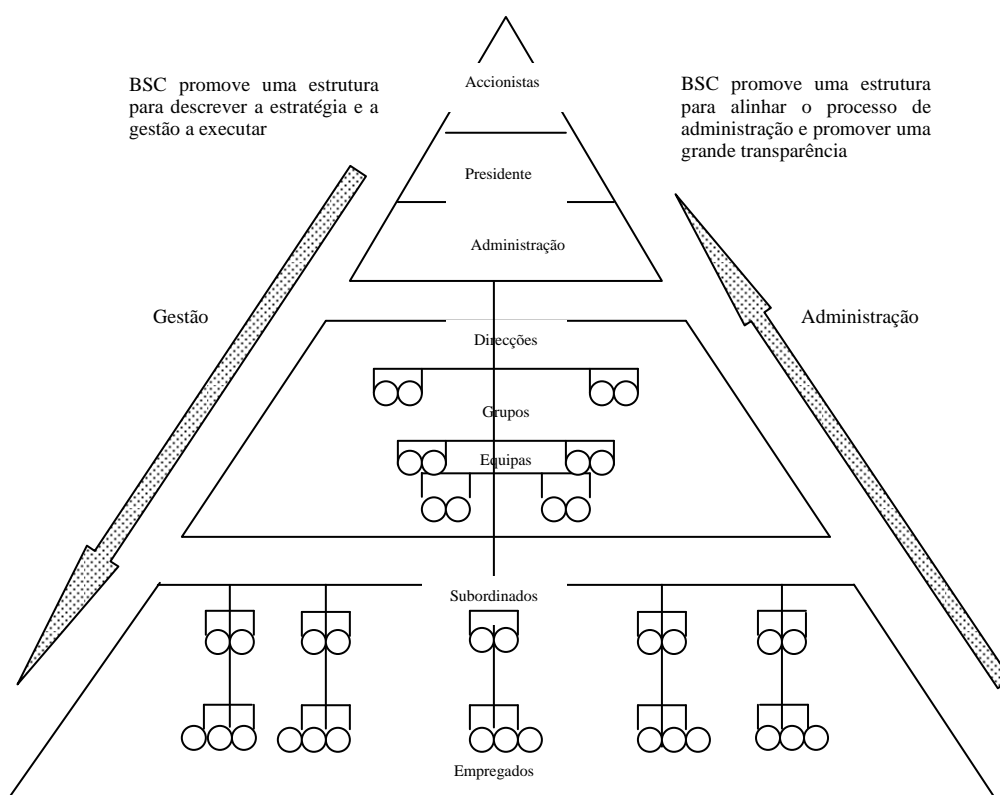 BSC promove uma estrutura
para descrever a estratégia e a
gestão a executar
Accionistas
BSC promove uma estrutura
para alinhar o processo de
administração e promover uma
grande transparência
Presidente
Administração
Gestão
Administração
Direcções
Grupos
Equipas
Subordinados
Empregados